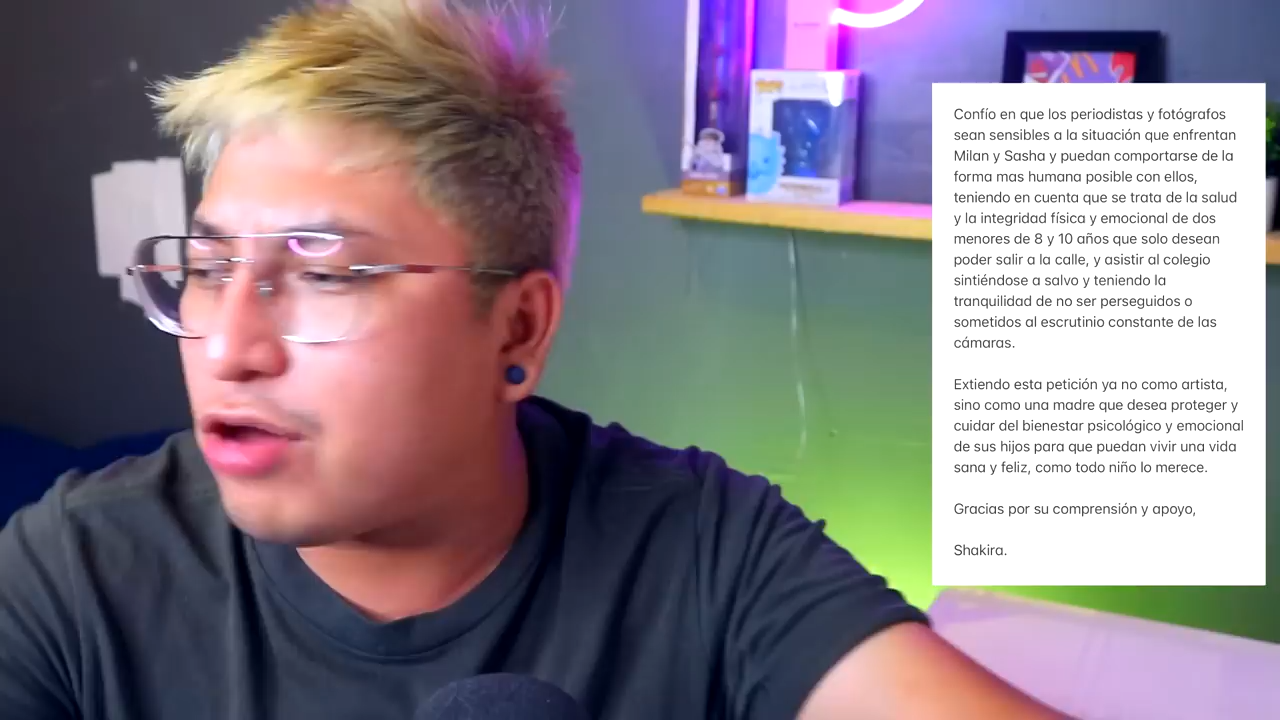 Confío en que los periodistas y fotógrafos
sean sensibles a la situación que enfrentan
Milan y Sasha y puedan comportarse de la
forma mas humana posible con ellos,
teniendo en cuenta que se trata de la salud
y la integridad física y emocional de dos
menores de 8 y 10 años que solo desean
poder salir a la calle, y asistir al colegio
sintiéndose a salvo y teniendo la
tranquilidad de no ser perseguidos o
sometidos al escrutinio constante de las
cámaras.
Extiendo esta petición ya no como artista,
sino como una madre que desea proteger y
cuidar del bienestar psicológico y emocional
de sus hijos para que puedan vivir una vida
sana y feliz, como todo niño lo merece.
Gracias por su comprensión y apoyo,
Shakira.